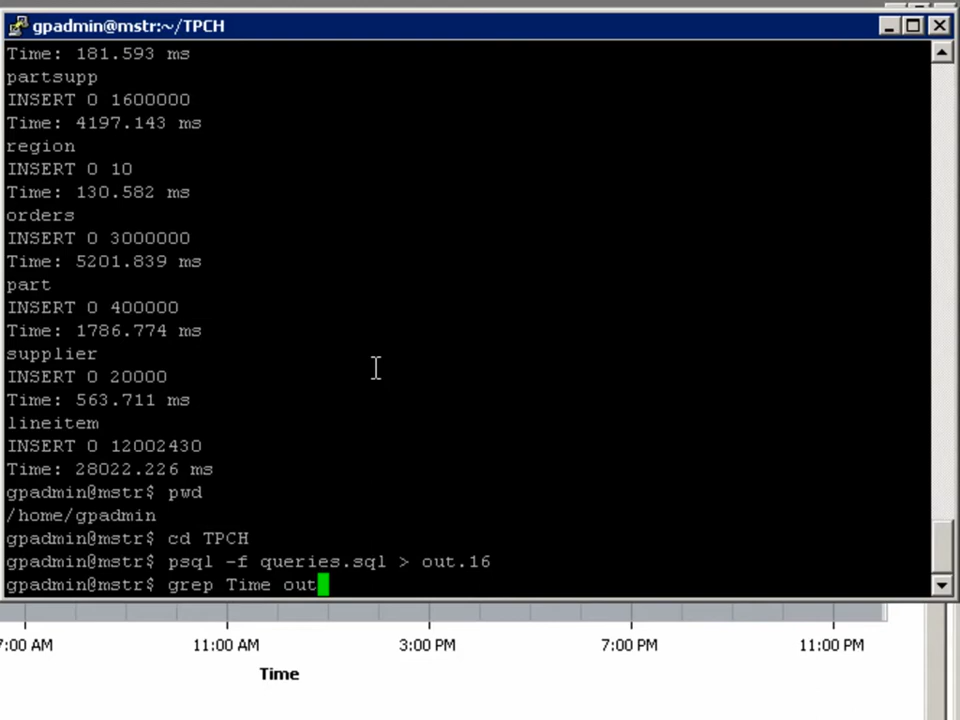 gpadmin@mstr:~/TPCH
Time: 181.593 ms
partsupp
INSERT 0 1600000
Time: 4197.143 ms
region
INSERT 0 10
Time: 130.582 ms
orders
INSERT 0 3000000
Time: 5201.839 ms
part
INSERT 0 400000
Time: 1786.774 ms
supplier
INSERT 0 20000
Time: 563.711 ms
lineitem
INSERT 0 12002430
Time: 28022.226 ms
gpadmin@mstr$ pwd
/home/gpadmin
gpadmin@mstr$ cd TPCH
gpadmin@mstr$ psql -f queries.sql > out.16
gpadmin@mstr$ grep Time out
7:00 AM 11:00 AM 3:00 PM 7:00 PM 11:00 PM
Time